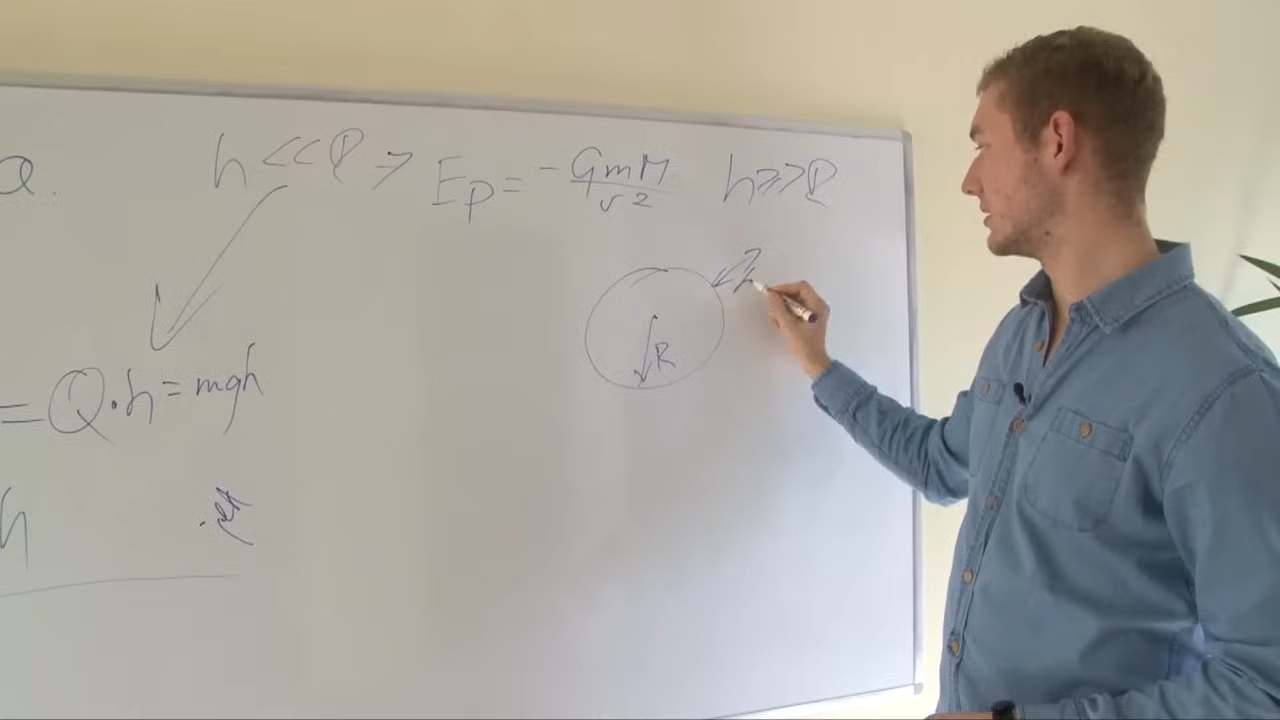 a.
h << R → Ep = -GmM/r² h >> R
h
R
= Q·h = mgh
h